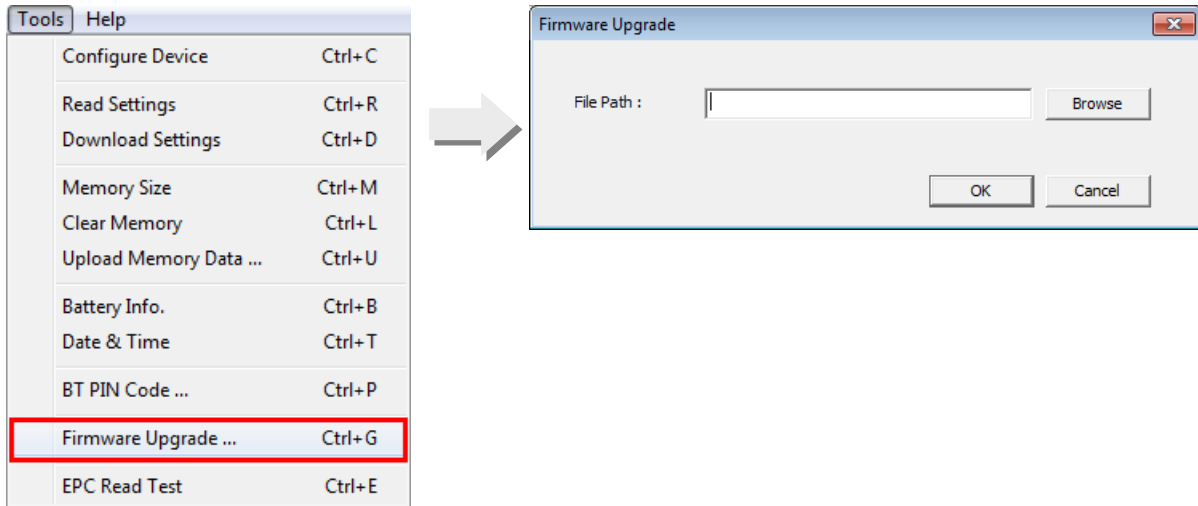 Tools Help
Configure Device Ctrl+C
Read Settings Ctrl+R
Download Settings Ctrl+D
Memory Size Ctrl+M
Clear Memory Ctrl+L
Upload Memory Data ... Ctrl+U
Battery Info. Ctrl+B
Date & Time Ctrl+T
BT PIN Code ... Ctrl+P
Firmware Upgrade ... Ctrl+G
EPC Read Test Ctrl+E
Firmware Upgrade
File Path : Browse
OK Cancel